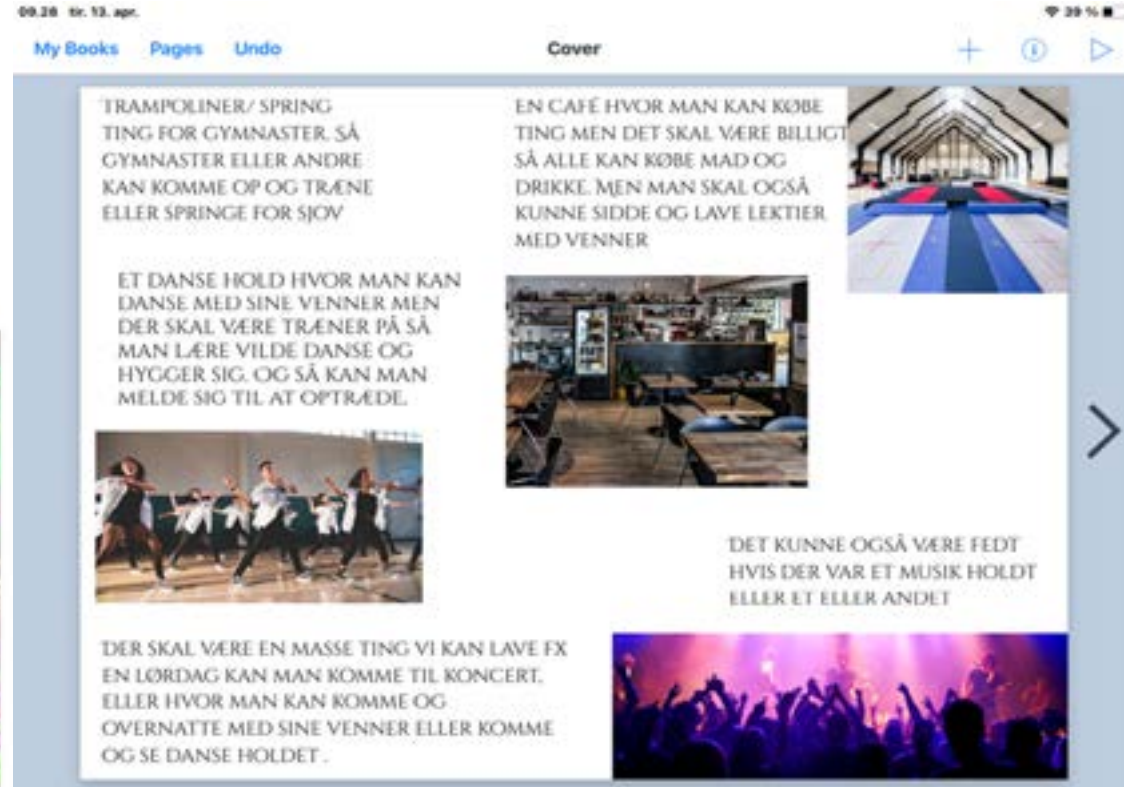 09.28 tir. 13. apr.
39 %
My Books Pages Undo
Cover
TRAMPOLINER/ SPRING
TING FOR GYMNASTER. SÅ
GYMNASTER ELLER ANDRE
KAN KOMME OP OG TRÆNE
ELLER SPRINGE FOR SJOV
EN CAFÉ HVOR MAN KAN KØBE
TING MEN DET SKAL VÆRE BILLIGT
SÅ ALLE KAN KØBE MAD OG
DRIKKE. MEN MAN SKAL OGSÅ
KUNNE SIDDE OG LAVE LEKTIER
MED VENNER
ET DANSE HOLD HVOR MAN KAN
DANSE MED SINE VENNER MEN
DER SKAL VÆRE TRÆNER PÅ SÅ
MAN LÆRE VILDE DANSE OG
HYGGER SIG. OG SÅ KAN MAN
MELDE SIG TIL AT OPTRÆDE.
DET KUNNE OGSÅ VÆRE FEDT
HVIS DER VAR ET MUSIK HOLDT
ELLER ET ELLER ANDET
DER SKAL VÆRE EN MASSE TING VI KAN LAVE FX
EN LØRDAG KAN MAN KOMME TIL KONCERT,
ELLER HVOR MAN KAN KOMME OG
OVERNATTE MED SINE VENNER ELLER KOMME
OG SE DANSE HOLDET .